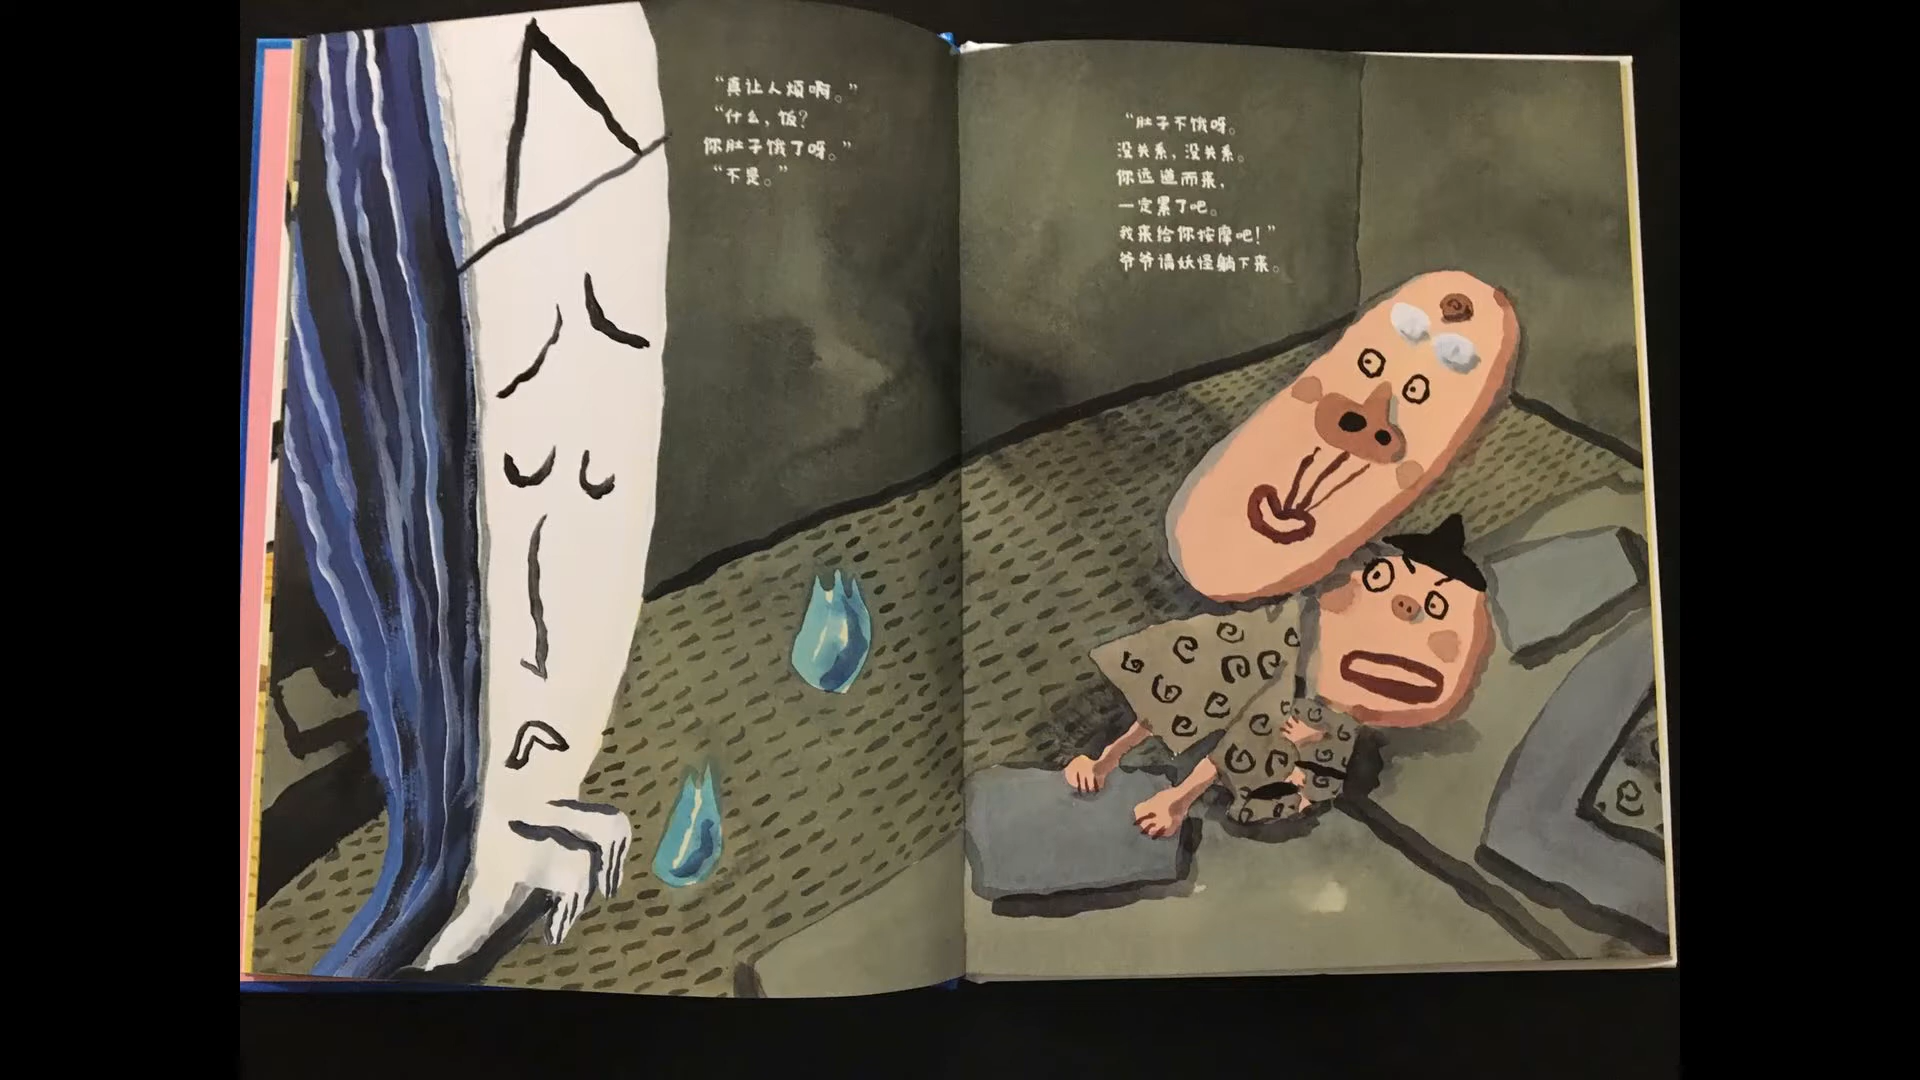 “真让人烦啊。”
“什么，饭？
你肚子饿了呀。”
“不是。”
“肚子不饿呀。
没关系，没关系。
你远道而来，
一定累了吧。
我来给你按摩吧！”
爷爷请妖怪躺下来。